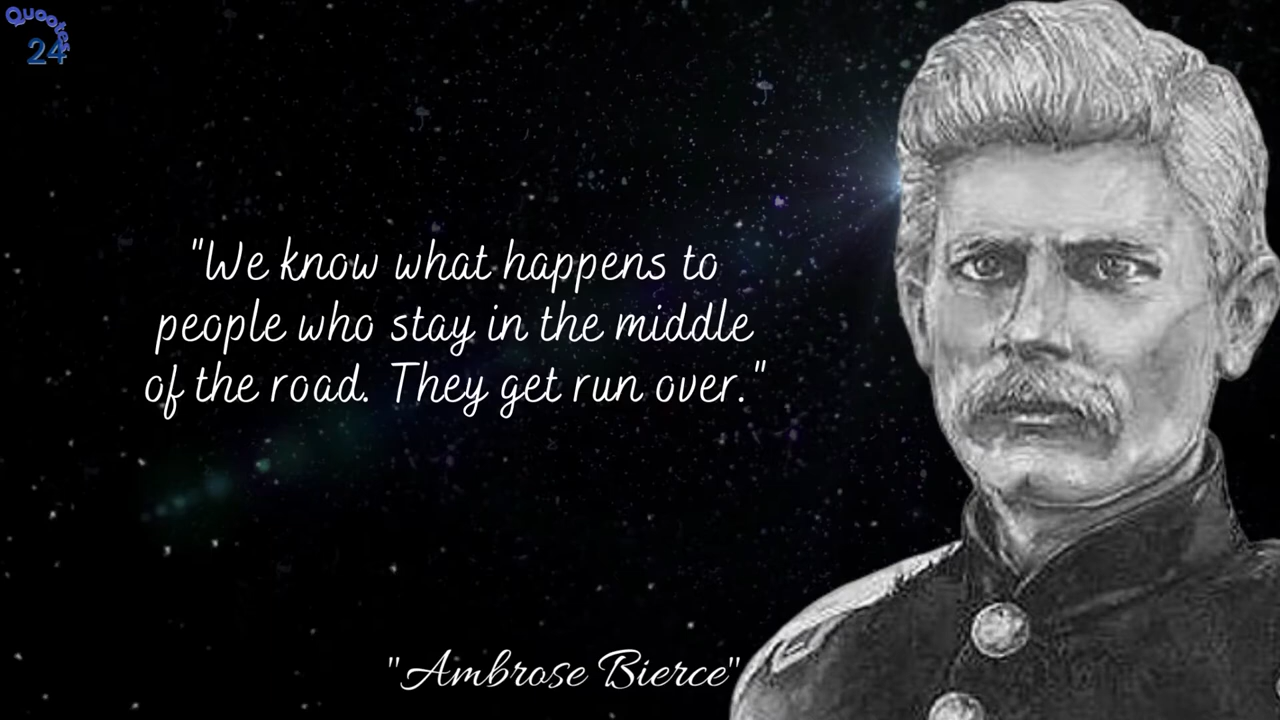 Quootes
24
"We know what happens to
people who stay in the middle
of the road. They get run over."
"Ambrose Bierce"